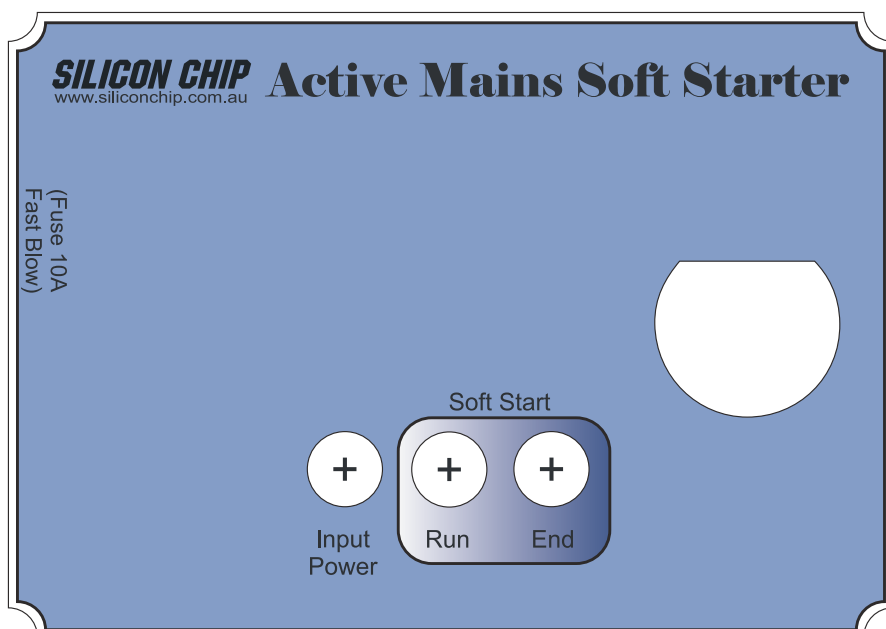 SILICON CHIP
www.siliconchip.com.au
Active Mains Soft Starter
(Fuse 10A
Fast Blow)
Soft Start
+
+
+
Input
Power
Run
End